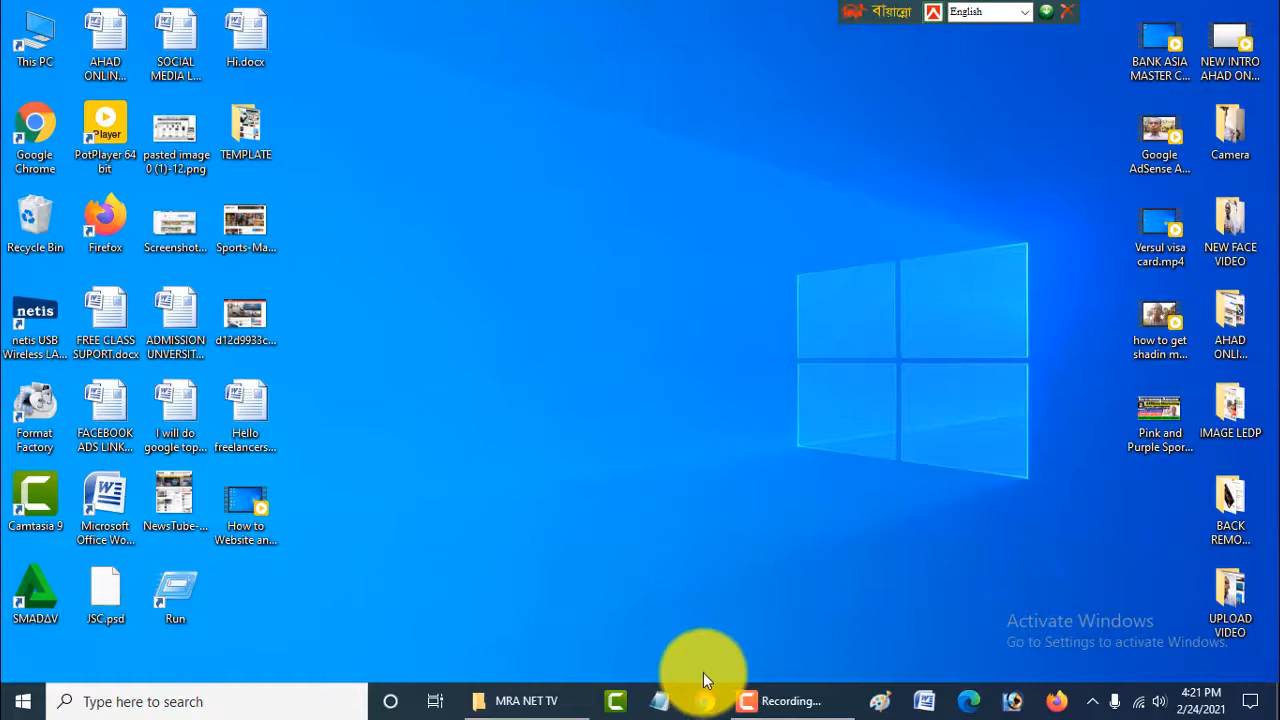 বাঁয়ান্নো
English
This PC
AHAD
ONLIN...
SOCIAL
MEDIA L...
Hi.docx
BANK ASIA
MASTER C...
NEW INTRO
AHAD ON...
Google
Chrome
Player
PotPlayer 64
bit
pasted image
0 (1)-12.png
TEMPLATE
Google
AdSense A...
Camera
Recycle Bin
Firefox
Screenshot...
Sports-Ma...
Versul visa
card.mp4
NEW FACE
VIDEO
netis
netis USB
Wireless LA...
FREE CLASS
SUPORT.docx
ADMISSION
UNVERSIT...
d12d9933c...
how to get
shadin m...
AHAD
ONLI...
Format
Factory
FACEBOOK
ADS LINK...
I will do
google top...
Hello
freelancers...
Pink and
Purple Spor...
IMAGE LEDP
Camtasia 9
Microsoft
Office Wo...
NewsTube-...
How to
Website an...
BACK
REMO...
SMADΔV
JSC.psd
Run
UPLOAD
VIDEO
Activate Windows
Go to Settings to activate Windows.
Type here to search
MRA NET TV
Recording...
4:21 PM
2/24/2021